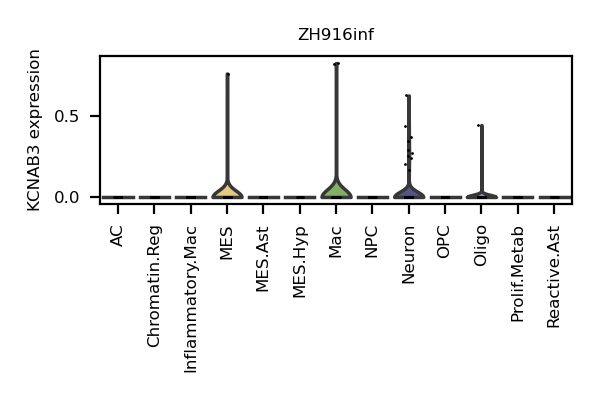 ZH916inf
KCNAB3 expression
0.5
0.0
AC
Chromatin.Reg
Inflammatory.Mac
MES
MES.Ast
MES.Hyp
Mac
NPC
Neuron
OPC
Oligo
Prolif.Metab
Reactive.Ast